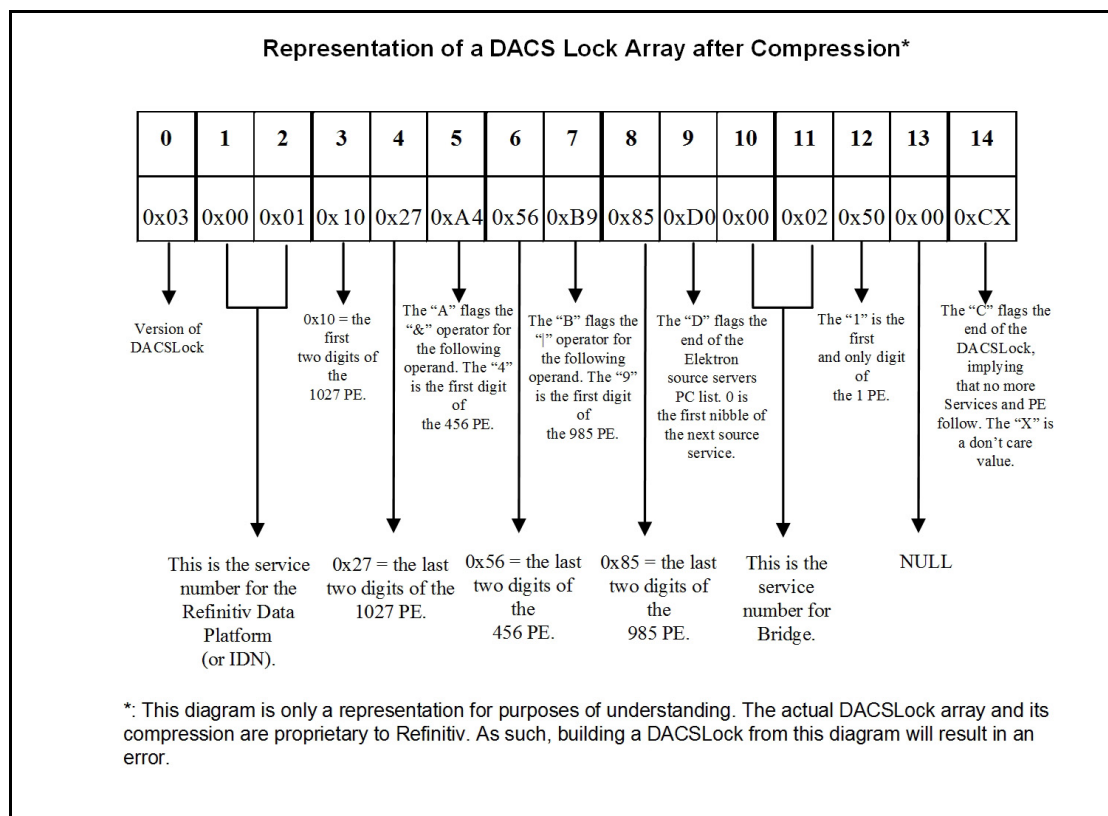 Representation of a DACS Lock Array after Compression*
0 1 2 3 4 5 6 7 8 9 10 11 12 13 14
0x03 0x00 0x01 0x10 0x27 0xA4 0x56 0xB9 0x85 0xD0 0x00 0x02 0x50 0x00 0xCX
Version of
DACSLock
0x10 = the
first
two digits of
the
1027 PE.
The “A” flags the
“&” operator for
the following
operand. The “4”
is the first digit
of
the 456 PE.
The “B” flags the
“|” operator for
the following
operand. The “9”
is the first digit
of
the 985 PE.
The “D” flags the
end of the
Elektron
source servers
PC list. 0 is
the first nibble of
the next source
service.
The “1” is the
first
and only digit
of
the 1 PE.
The “C” flags the
end of the
DACSLock,
implying
that no more
Services and PE
follow. The “X” is
a don’t care
value.
This is the service
number for the
Refinitiv Data
Platform
(or IDN).
0x27 = the last
two digits of the
1027 PE.
0x56 = the last
two digits of
the
456 PE.
0x85 = the last
two digits of
the
985 PE.
This is the
service
number for
Bridge.
NULL
*: This diagram is only a representation for purposes of understanding. The actual DACSLock array and its
compression are proprietary to Refinitiv. As such, building a DACSLock from this diagram will result in an
error.